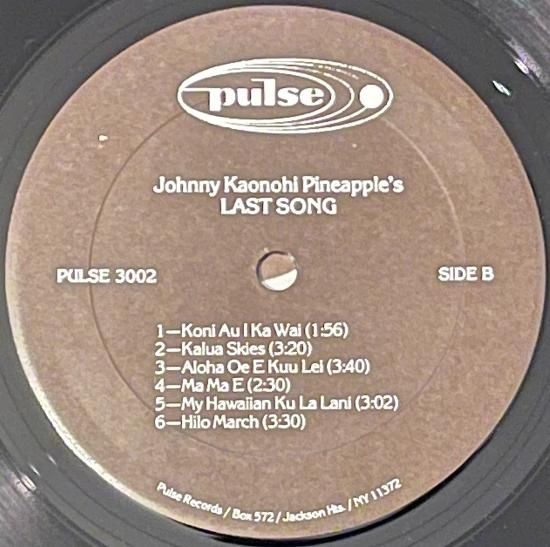 pulse
Johnny Kaonohi Pineapple's
LAST SONG
PULSE 3002
SIDE B
1—Koni Au I Ka Wai (1:56)
2—Kalua Skies (3:20)
3—Aloha Oe E Kuu Lei (3:40)
4—Ma Ma E (2:30)
5—My Hawaiian Ku La Lani (3:02)
6—Hilo March (3:30)
Pulse Records / Box 572 / Jackson Hts. / NY 11372